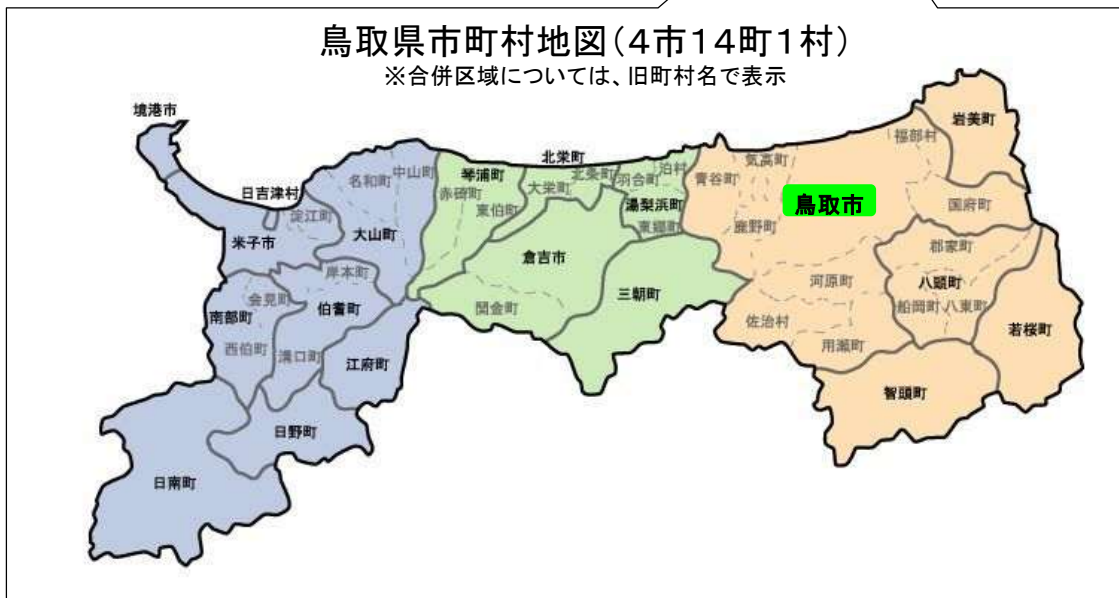 鳥取県市町村地図(4市14町1村)
※合併区域については、旧町村名で表示
境港市
岩美町
福部村
北栄町
気高町
泊村
中山町
琴浦町
北条町
名和町
大栄町
羽合町
青谷町
日吉津村
赤碕町
湯梨浜町
鳥取市
国府町
淀江町
東伯町
東郷町
鹿野町
米子市
大山町
郡家町
倉吉市
岸本町
河原町
八頭町
会見町
三朝町
南部町
伯耆町
関金町
船岡町
八東町
佐治村
若桜町
西伯町
溝口町
用瀬町
江府町
智頭町
日野町
日南町